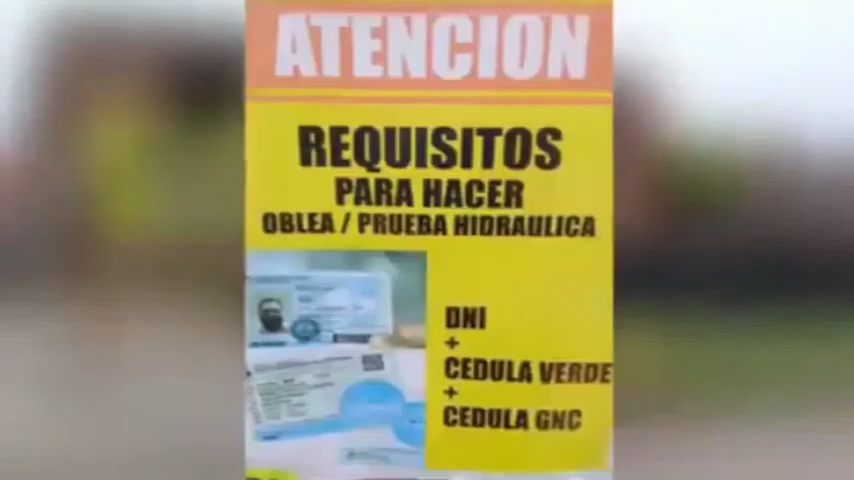 ATENCION
REQUISITOS
PARA HACER
OBLEA / PRUEBA HIDRAULICA
DNI
+
CEDULA VERDE
+
CEDULA GNC